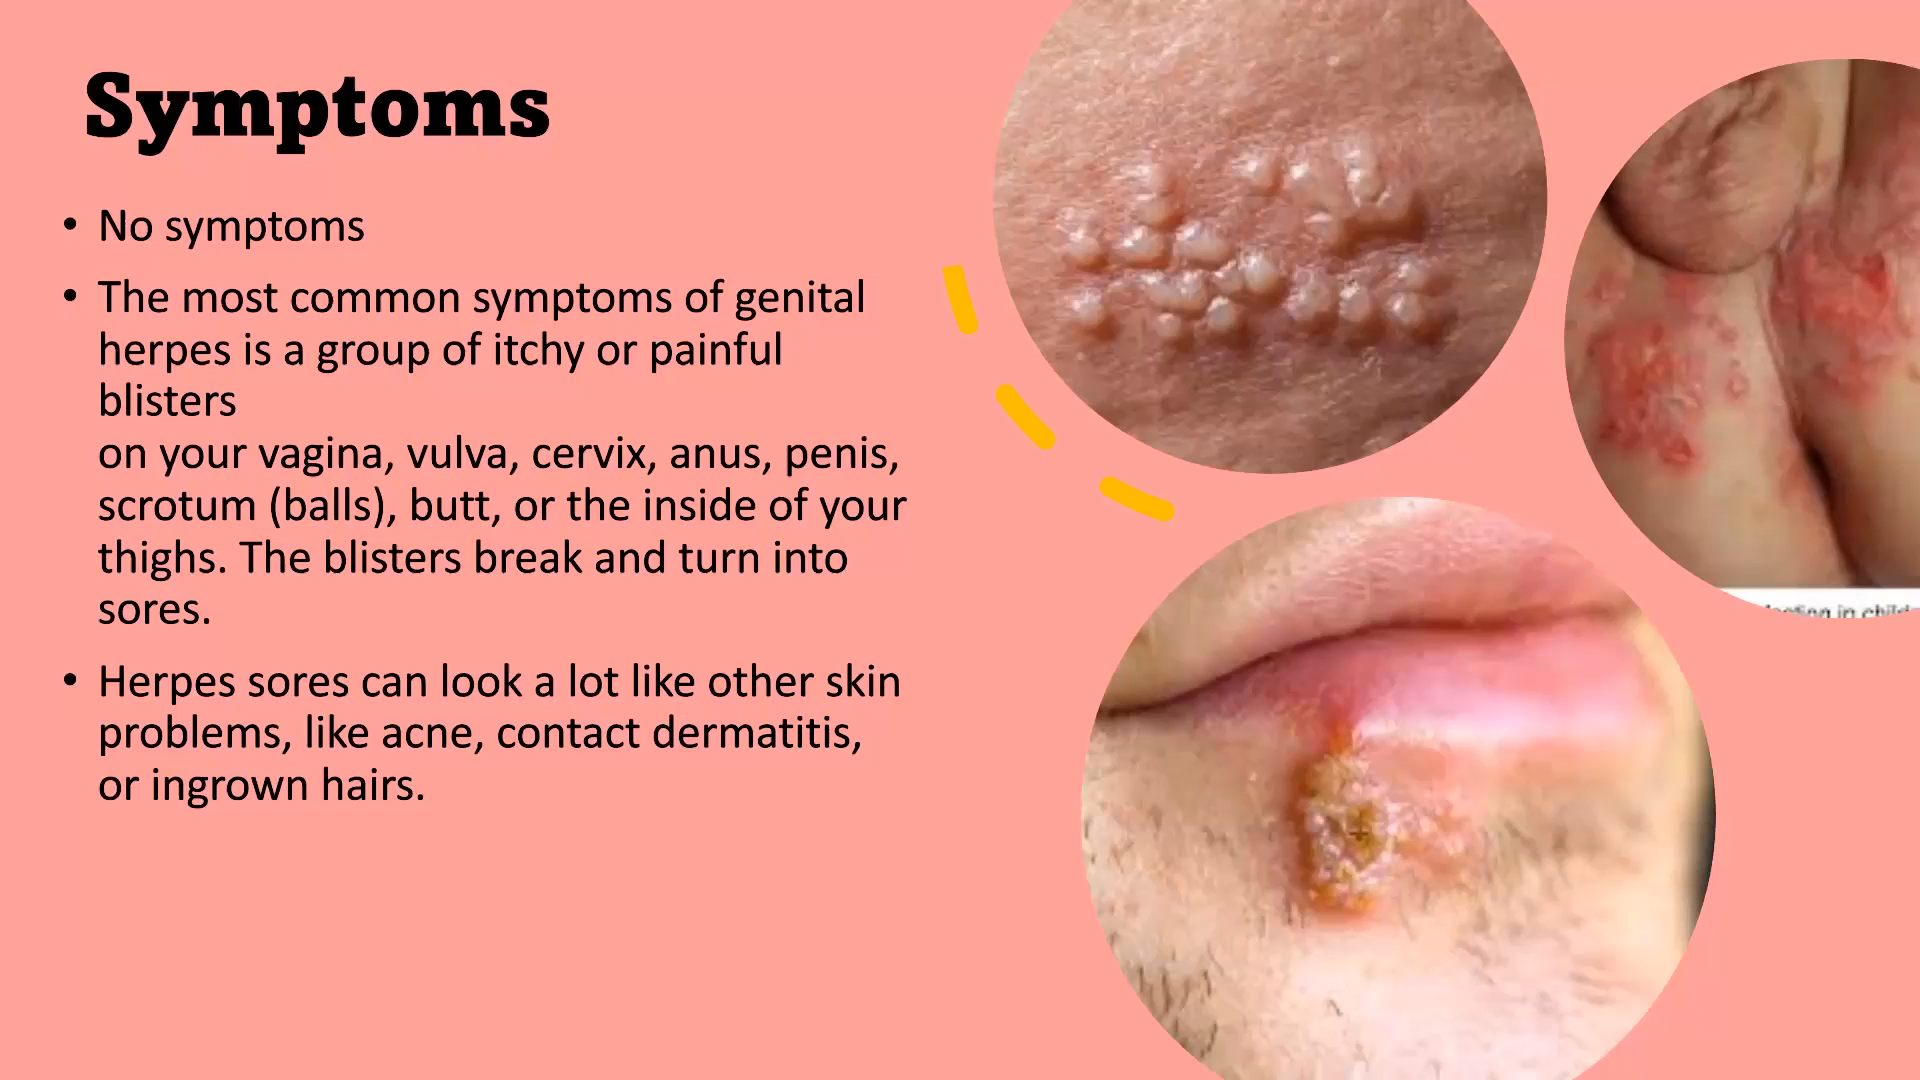 Symptoms
• No symptoms
• The most common symptoms of genital
herpes is a group of itchy or painful
blisters
on your vagina, vulva, cervix, anus, penis,
scrotum (balls), butt, or the inside of your
thighs. The blisters break and turn into
sores.
• Herpes sores can look a lot like other skin
problems, like acne, contact dermatitis,
or ingrown hairs.
in